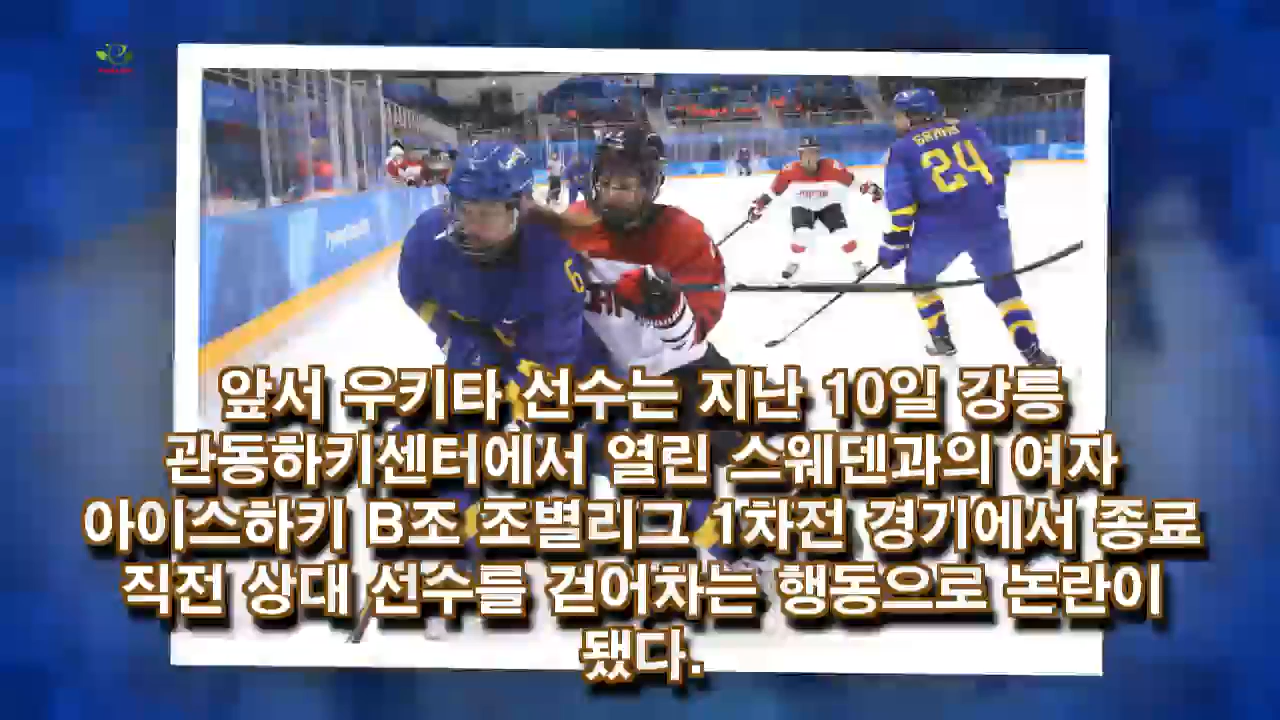 GRAHN
24
6
앞서 우키타 선수는 지난 10일 강릉
관동하키센터에서 열린 스웨덴과의 여자
아이스하키 B조 조별리그 1차전 경기에서 종료
직전 상대 선수를 걷어차는 행동으로 논란이
됐다.